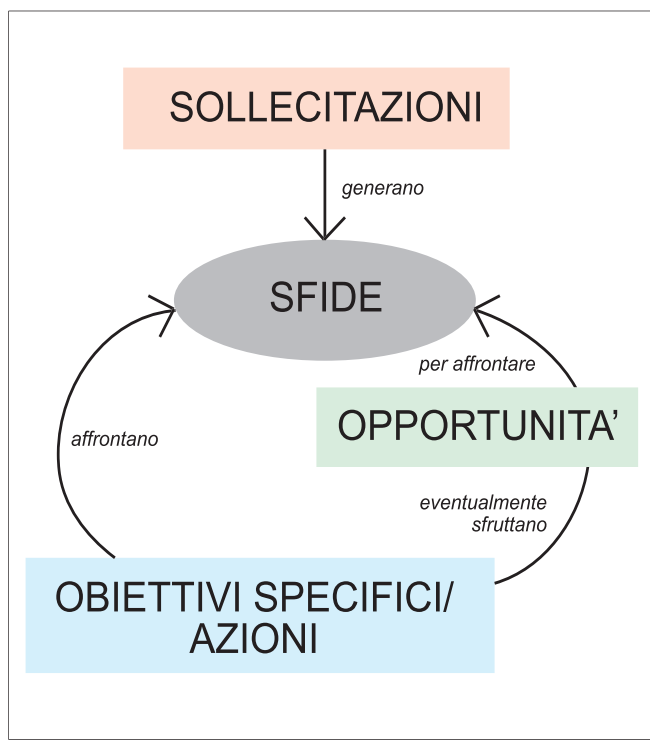 SOLLECITAZIONI
generano
SFIDE
per affrontare
OPPORTUNITA’
affrontano
eventualmente
sfruttano
OBIETTIVI SPECIFICI/
AZIONI